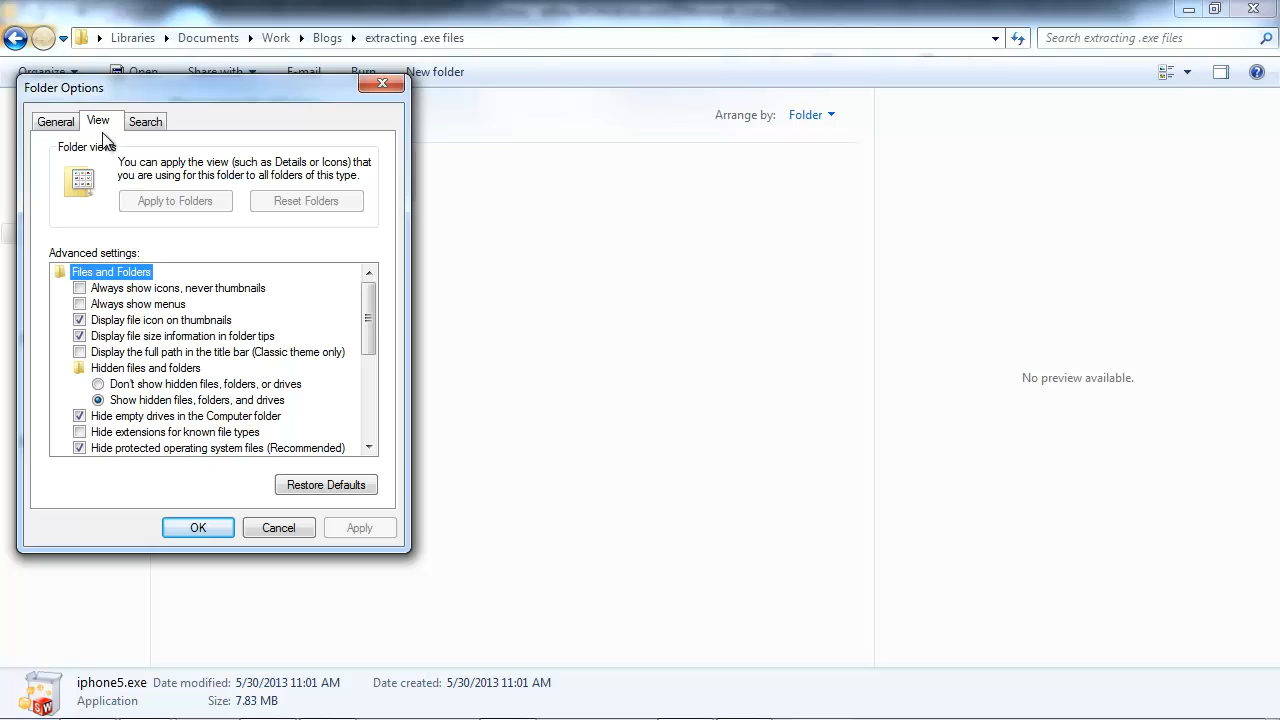 Libraries Documents Work Blogs extracting .exe files
Search extracting .exe files
Organize Open Share with E-mail Burn New folder
Folder Options
General View Search
Arrange by: Folder
Folder views
You can apply the view (such as Details or Icons) that
you are using for this folder to all folders of this type.
Apply to Folders Reset Folders
Advanced settings:
Files and Folders
Always show icons, never thumbnails
Always show menus
Display file icon on thumbnails
Display file size information in folder tips
Display the full path in the title bar (Classic theme only)
Hidden files and folders
Don't show hidden files, folders, or drives
Show hidden files, folders, and drives
Hide empty drives in the Computer folder
Hide extensions for known file types
Hide protected operating system files (Recommended)
No preview available.
Restore Defaults
OK Cancel Apply
iphone5.exe Date modified: 5/30/2013 11:01 AM Date created: 5/30/2013 11:01 AM
Application Size: 7.83 MB
SW